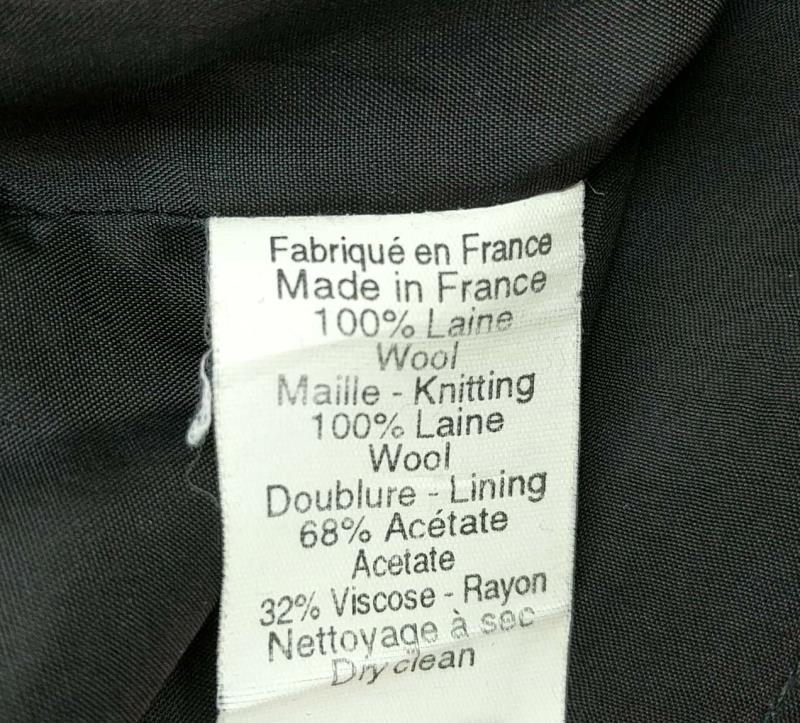 Fabriqué en France
Made in France
100% Laine
Wool
Maille - Knitting
100% Laine
Wool
Doublure - Lining
68% Acétate
Acetate
32% Viscose - Rayon
Nettoyage à sec
Dry clean